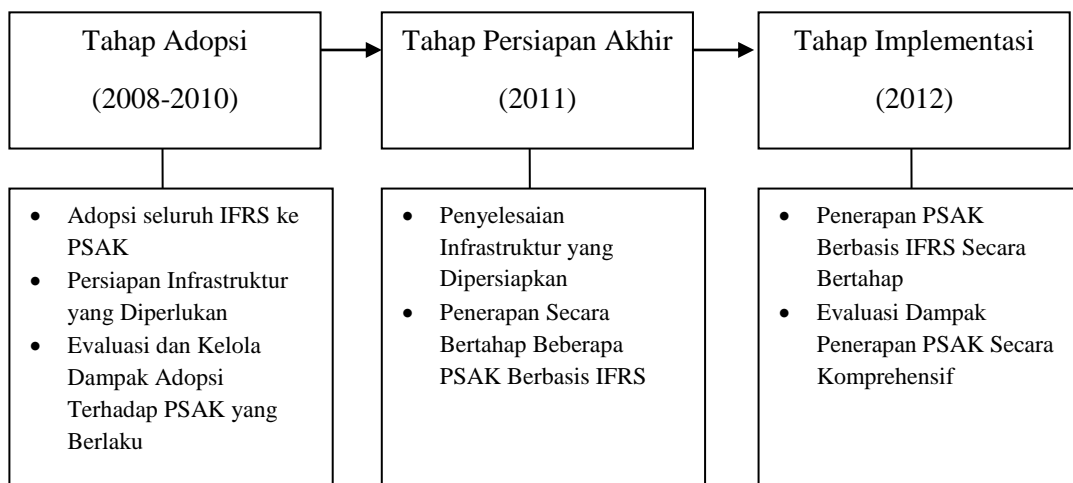 Tahap Adopsi
(2008-2010)
Tahap Persiapan Akhir
(2011)
Tahap Implementasi
(2012)
• Adopsi seluruh IFRS ke
PSAK
• Persiapan Infrastruktur
yang Diperlukan
• Evaluasi dan Kelola
Dampak Adopsi
Terhadap PSAK yang
Berlaku
• Penyelesaian
Infrastruktur yang
Dipersiapkan
• Penerapan Secara
Bertahap Beberapa
PSAK Berbasis IFRS
• Penerapan PSAK
Berbasis IFRS Secara
Bertahap
• Evaluasi Dampak
Penerapan PSAK Secara
Komprehensif